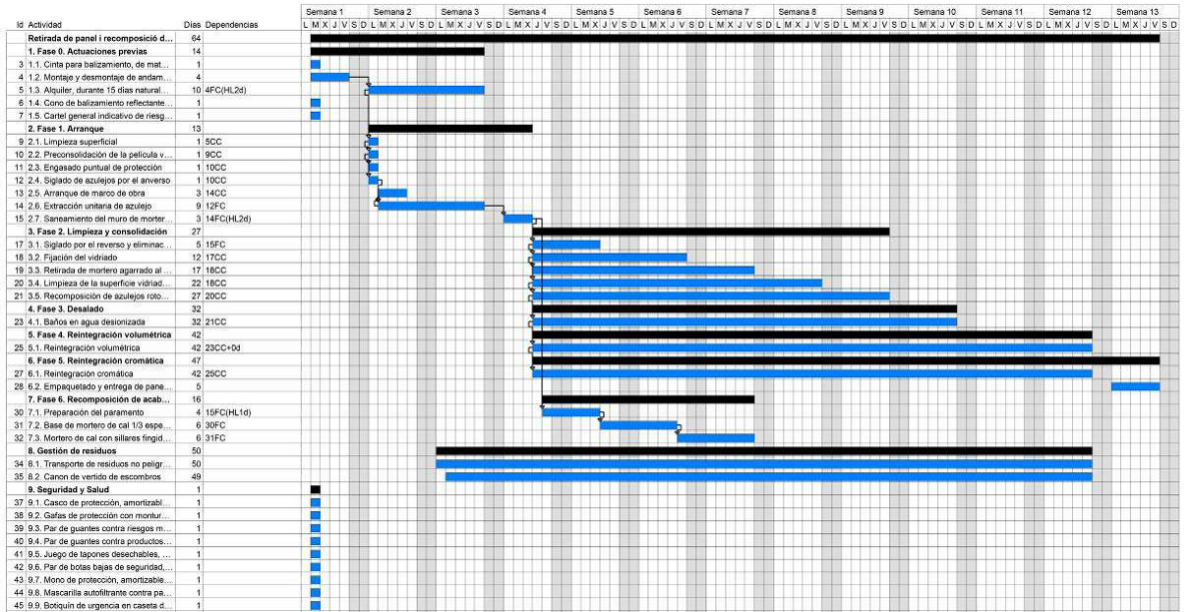 Semana 1 Semana 2 Semana 3 Semana 4 Semana 5 Semana 6 Semana 7 Semana 8 Semana 9 Semana 10 Semana 11 Semana 12 Semana 13
Id Actividad Días Dependencias L M X J V S D L M X J V S D L M X J V S D L M X J V S D L M X J V S D L M X J V S D L M X J V S D L M X J V S D L M X J V S D L M X J V S D L M X J V S D L M X J V S D L M X J V S D
Retirada de panel i recomposició d... 64
1. Fase 0. Actuaciones previas 14
3 1.1. Cinta para balizamiento, de mat... 1
4 1.2. Montaje y desmontaje de andam... 4
5 1.3. Alquiler, durante 15 dias natural... 10 4FC(HL2d)
6 1.4. Cono de balizamiento reflectante... 1
7 1.5. Cartel general indicativo de riesg... 1
2. Fase 1. Arranque 13
9 2.1. Limpieza superficial 1 5CC
10 2.2. Preconsolidación de la película v... 1 9CC
11 2.3. Engasado puntual de protección 1 10CC
12 2.4. Siglado de azulejos por el anverso 1 10CC
13 2.5. Arranque de marco de obra 3 14CC
14 2.6. Extracción unitaria de azulejo 9 12FC
15 2.7. Saneamiento del muro de morter... 3 14FC(HL2d)
3. Fase 2. Limpieza y consolidación 27
17 3.1. Siglado por el reverso y eliminac... 5 15FC
18 3.2. Fijación del vidriado 12 17CC
19 3.3. Retirada de mortero agarrado al ... 17 18CC
20 3.4. Limpieza de la superficie vidriad... 22 18CC
21 3.5. Recomposición de azulejos roto... 27 20CC
4. Fase 3. Desalado 32
23 4.1. Baños en agua desionizada 32 21CC
5. Fase 4. Reintegración volumétrica 42
25 5.1. Reintegración volumétrica 42 23CC+0d
6. Fase 5. Reintegración cromática 47
27 6.1. Reintegración cromática 42 25CC
28 6.2. Empaquetado y entrega de pane... 5
7. Fase 6. Recomposición de acab... 16
30 7.1. Preparación del paramento 4 15FC(HL1d)
31 7.2. Base de mortero de cal 1/3 espe... 6 30FC
32 7.3. Mortero de cal con sillares fingid... 6 31FC
8. Gestión de residuos 50
34 8.1. Transporte de residuos no peligr... 50
35 8.2. Canon de vertido de escombros 49
9. Seguridad y Salud 1
37 9.1. Casco de protección, amortizabl... 1
38 9.2. Gafas de protección con montur... 1
39 9.3. Par de guantes contra riesgos m... 1
40 9.4. Par de guantes contra productos... 1
41 9.5. Juego de tapones desechables, ... 1
42 9.6. Par de botas bajas de seguridad,... 1
43 9.7. Mono de protección, amortizable... 1
44 9.8. Mascarilla autofiltrante contra pa... 1
45 9.9. Botiquín de urgencia en caseta d... 1